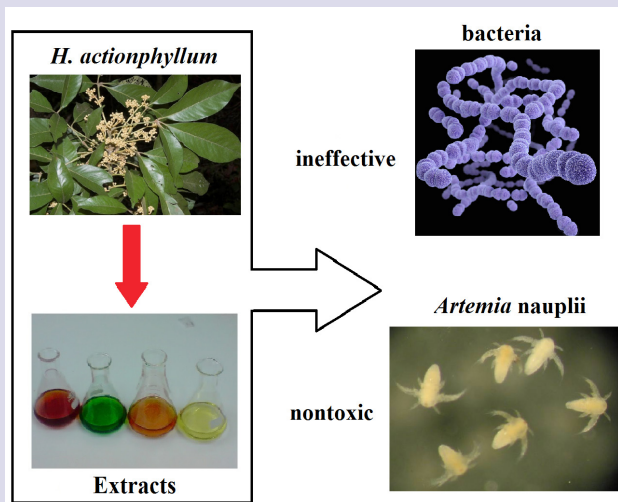 H. actionphyllum
Extracts
bacteria
ineffective
Artemia nauplii
nontoxic